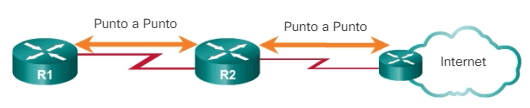 Punto a Punto
Punto a Punto
R1
R2
Internet